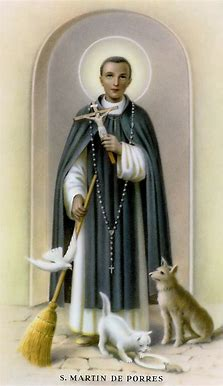 S. MARTIN DE PORRES